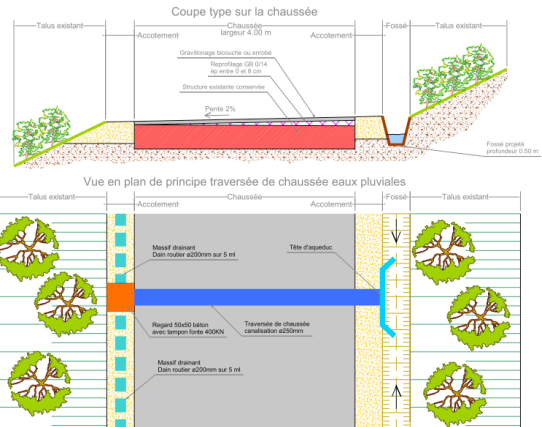 Coupe type sur la chaussée
Talus existant
Chaussée
largeur 4.00 m
Fossé
Talus existant
Accotement
Accotement
Gravillonage bicouche ou enrobé
Reprofilage GB 0/14
ép entre 0 et 8 cm
Structure existante conservée
Pente 2%
Fossé projeté
profondeur 0.50 m
Vue en plan de principe traversée de chaussée eaux pluviales
Talus existant
Chaussée
Fossé
Talus existant
Accotement
Accotement
Massif drainant
Dain routier ø200mm sur 5 ml
Tête d'aqueduc
Regard 50x50 béton
avec tampon fonte 400KN
Traversée de chaussée
canalisation ø250mm
Massif drainant
Dain routier ø200mm sur 5 ml